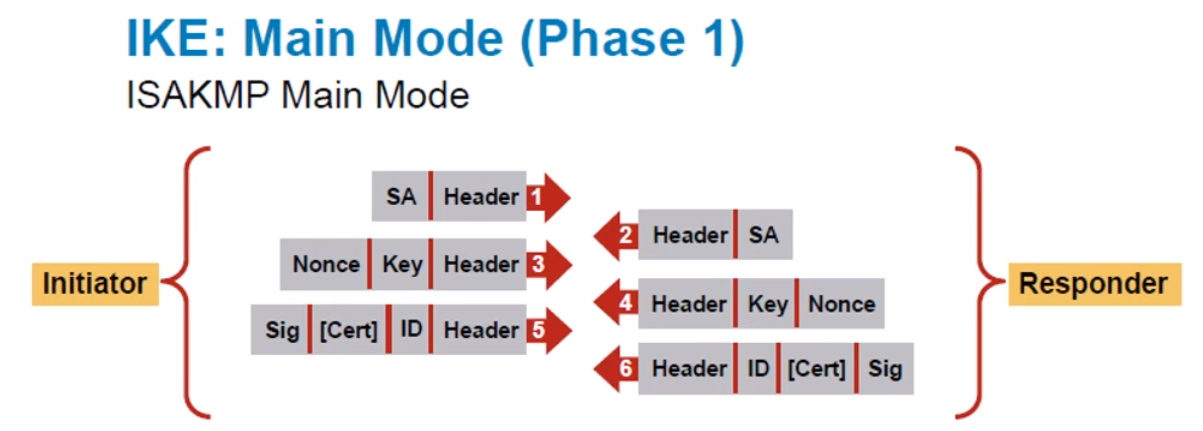 IKE: Main Mode (Phase 1)
ISAKMP Main Mode
SA Header 1
2 Header SA
Nonce Key Header 3
Initiator
Responder
4 Header Key Nonce
Sig [Cert] ID Header 5
6 Header ID [Cert] Sig